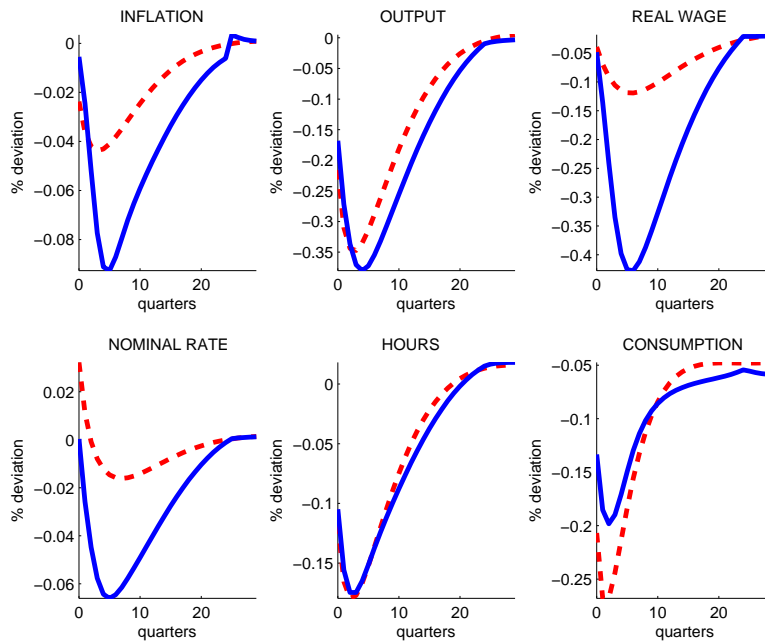 INFLATION
OUTPUT
REAL WAGE
% deviation
0
−0.02
−0.04
−0.06
−0.08
0 10 20
quarters
% deviation
0
−0.05
−0.1
−0.15
−0.2
−0.25
−0.3
−0.35
0 10 20
quarters
% deviation
−0.05
−0.1
−0.15
−0.2
−0.25
−0.3
−0.35
−0.4
0 10 20
quarters
NOMINAL RATE
HOURS
CONSUMPTION
% deviation
0.02
0
−0.02
−0.04
−0.06
0 10 20
quarters
% deviation
0
−0.05
−0.1
−0.15
0 10 20
quarters
% deviation
−0.05
−0.1
−0.15
−0.2
−0.25
0 10 20
quarters